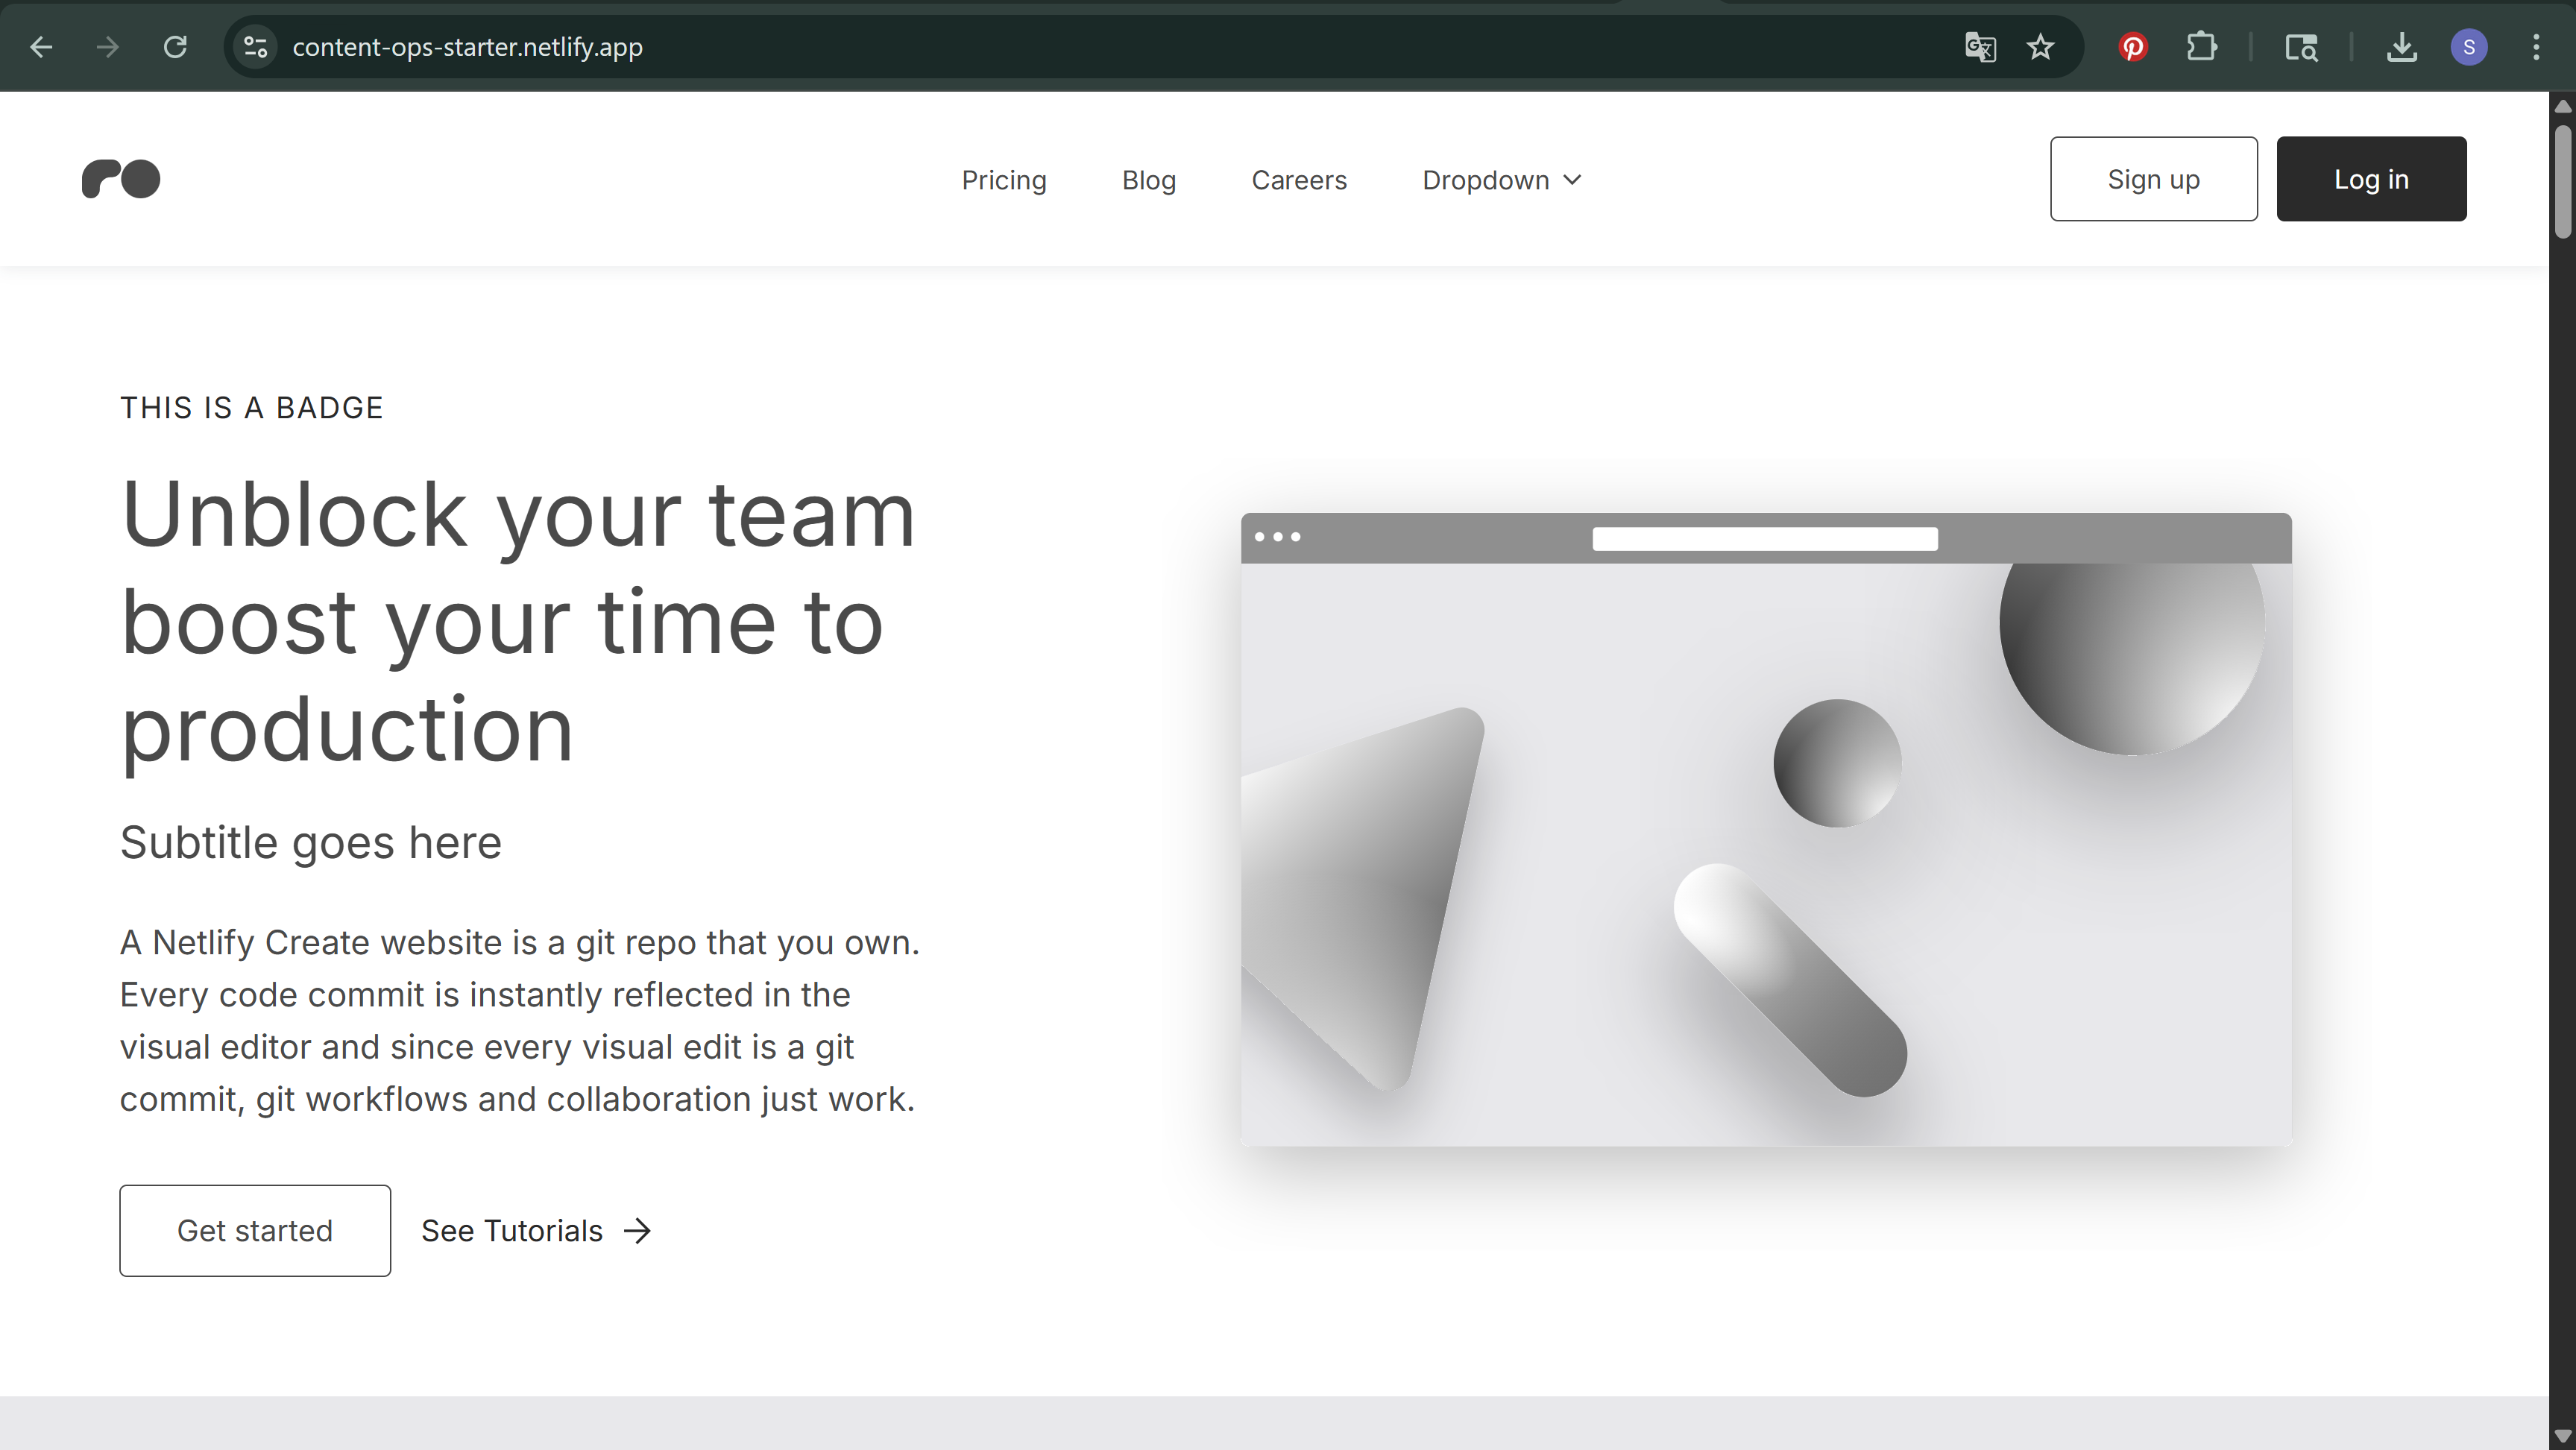 content-ops-starter.netlify.app
S
Pricing
Blog
Careers
Dropdown
Sign up
Log in
THIS IS A BADGE
Unblock your team
boost your time to
production
Subtitle goes here
A Netlify Create website is a git repo that you own.
Every code commit is instantly reflected in the
visual editor and since every visual edit is a git
commit, git workflows and collaboration just work.
Get started
See Tutorials